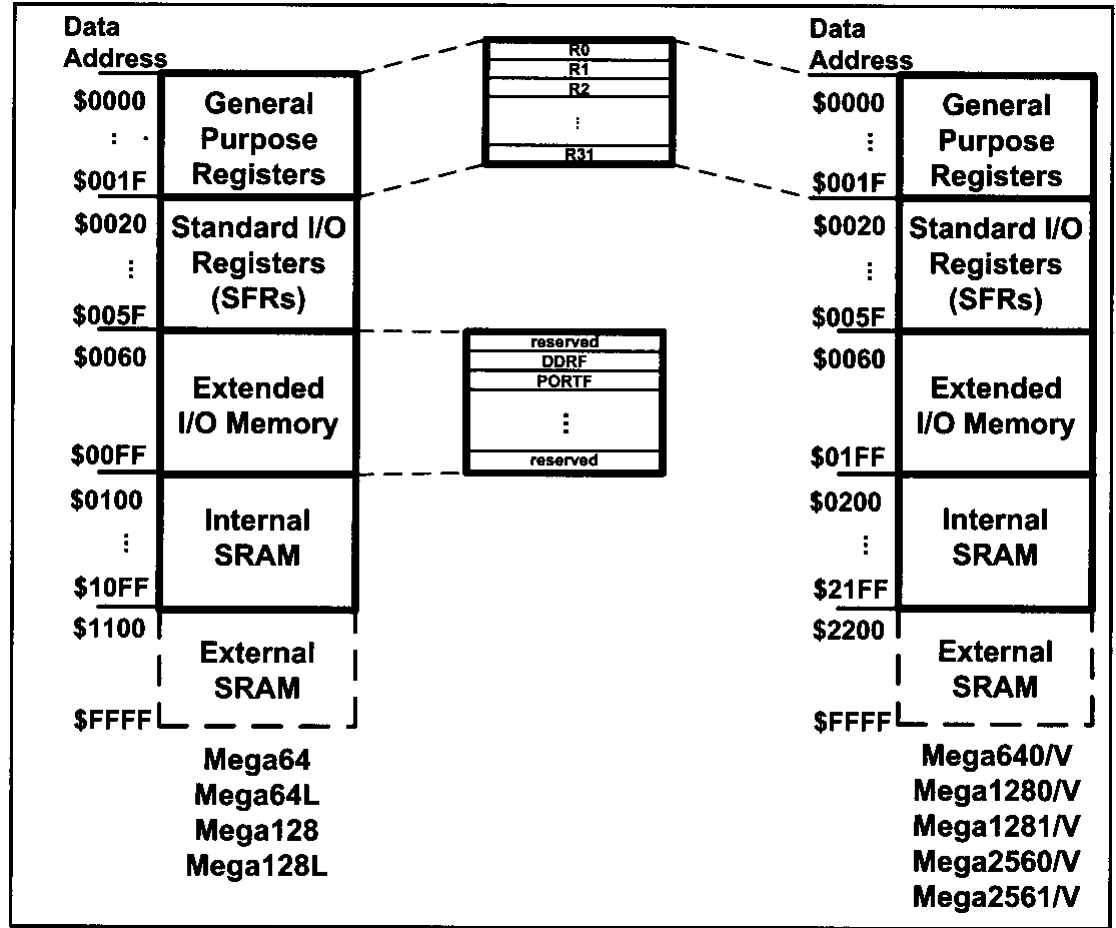 Data
Address
$0000
⋮
$001F
$0020
⋮
$005F
$0060
$00FF
$0100
⋮
$10FF
$1100
$FFFF
General
Purpose
Registers
Standard I/O
Registers
(SFRs)
Extended
I/O Memory
Internal
SRAM
External
SRAM
Mega64
Mega64L
Mega128
Mega128L
R0
R1
R2
⋮
R31
reserved
DDRF
PORTF
⋮
reserved
Data
Address
$0000
⋮
$001F
$0020
⋮
$005F
$0060
$01FF
$0200
⋮
$21FF
$2200
$FFFF
General
Purpose
Registers
Standard I/O
Registers
(SFRs)
Extended
I/O Memory
Internal
SRAM
External
SRAM
Mega640/V
Mega1280/V
Mega1281/V
Mega2560/V
Mega2561/V